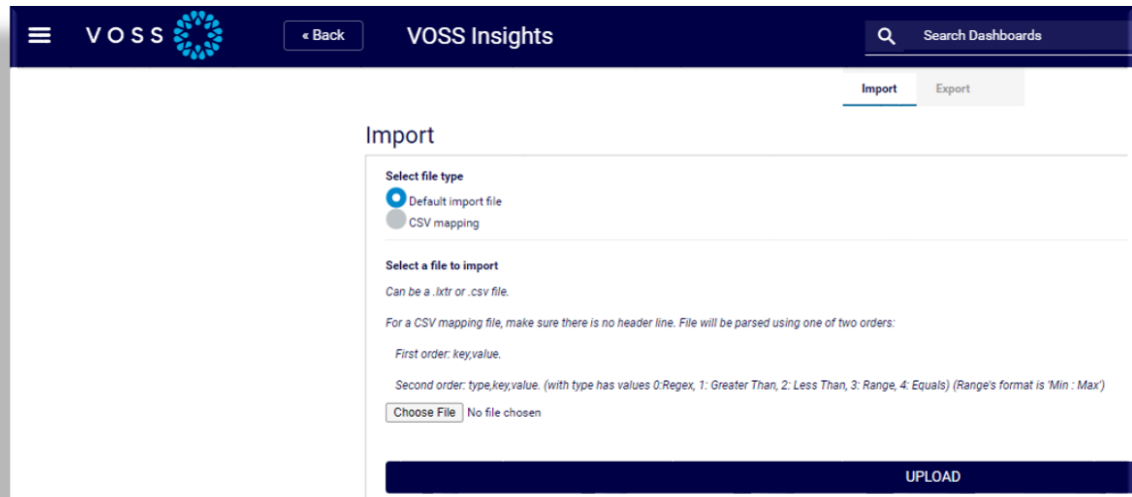 VOSS
« Back
VOSS Insights
Search Dashboards
Import
Export
Import
Select file type
Default import file
CSV mapping
Select a file to import
Can be a .lxtr or .csv file.
For a CSV mapping file, make sure there is no header line. File will be parsed using one of two orders:
First order: key,value.
Second order: type,key,value. (with type has values 0:Regex, 1: Greater Than, 2: Less Than, 3: Range, 4: Equals) (Range's format is 'Min : Max')
Choose File No file chosen
UPLOAD